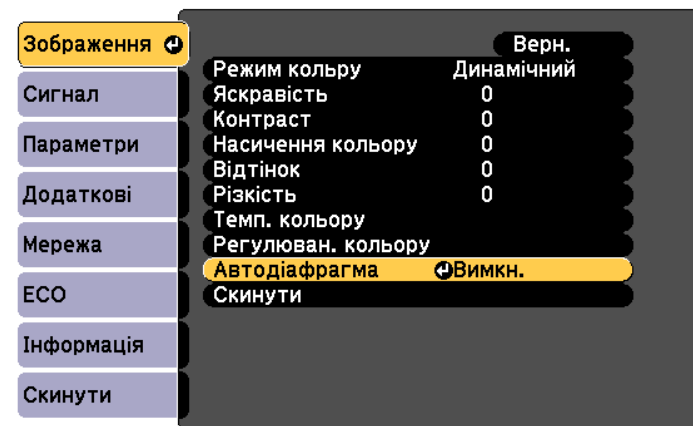 Зображення
Сигнал
Параметри
Додаткові
Мережа
ECO
Інформація
Скинути
Верн.
Режим кольру Динамічний
Яскравість 0
Контраст 0
Насичення кольору 0
Відтінок 0
Різкість 0
Темп. кольору
Регулюван. кольору
Автодіафрагма Вимкн.
Скинути